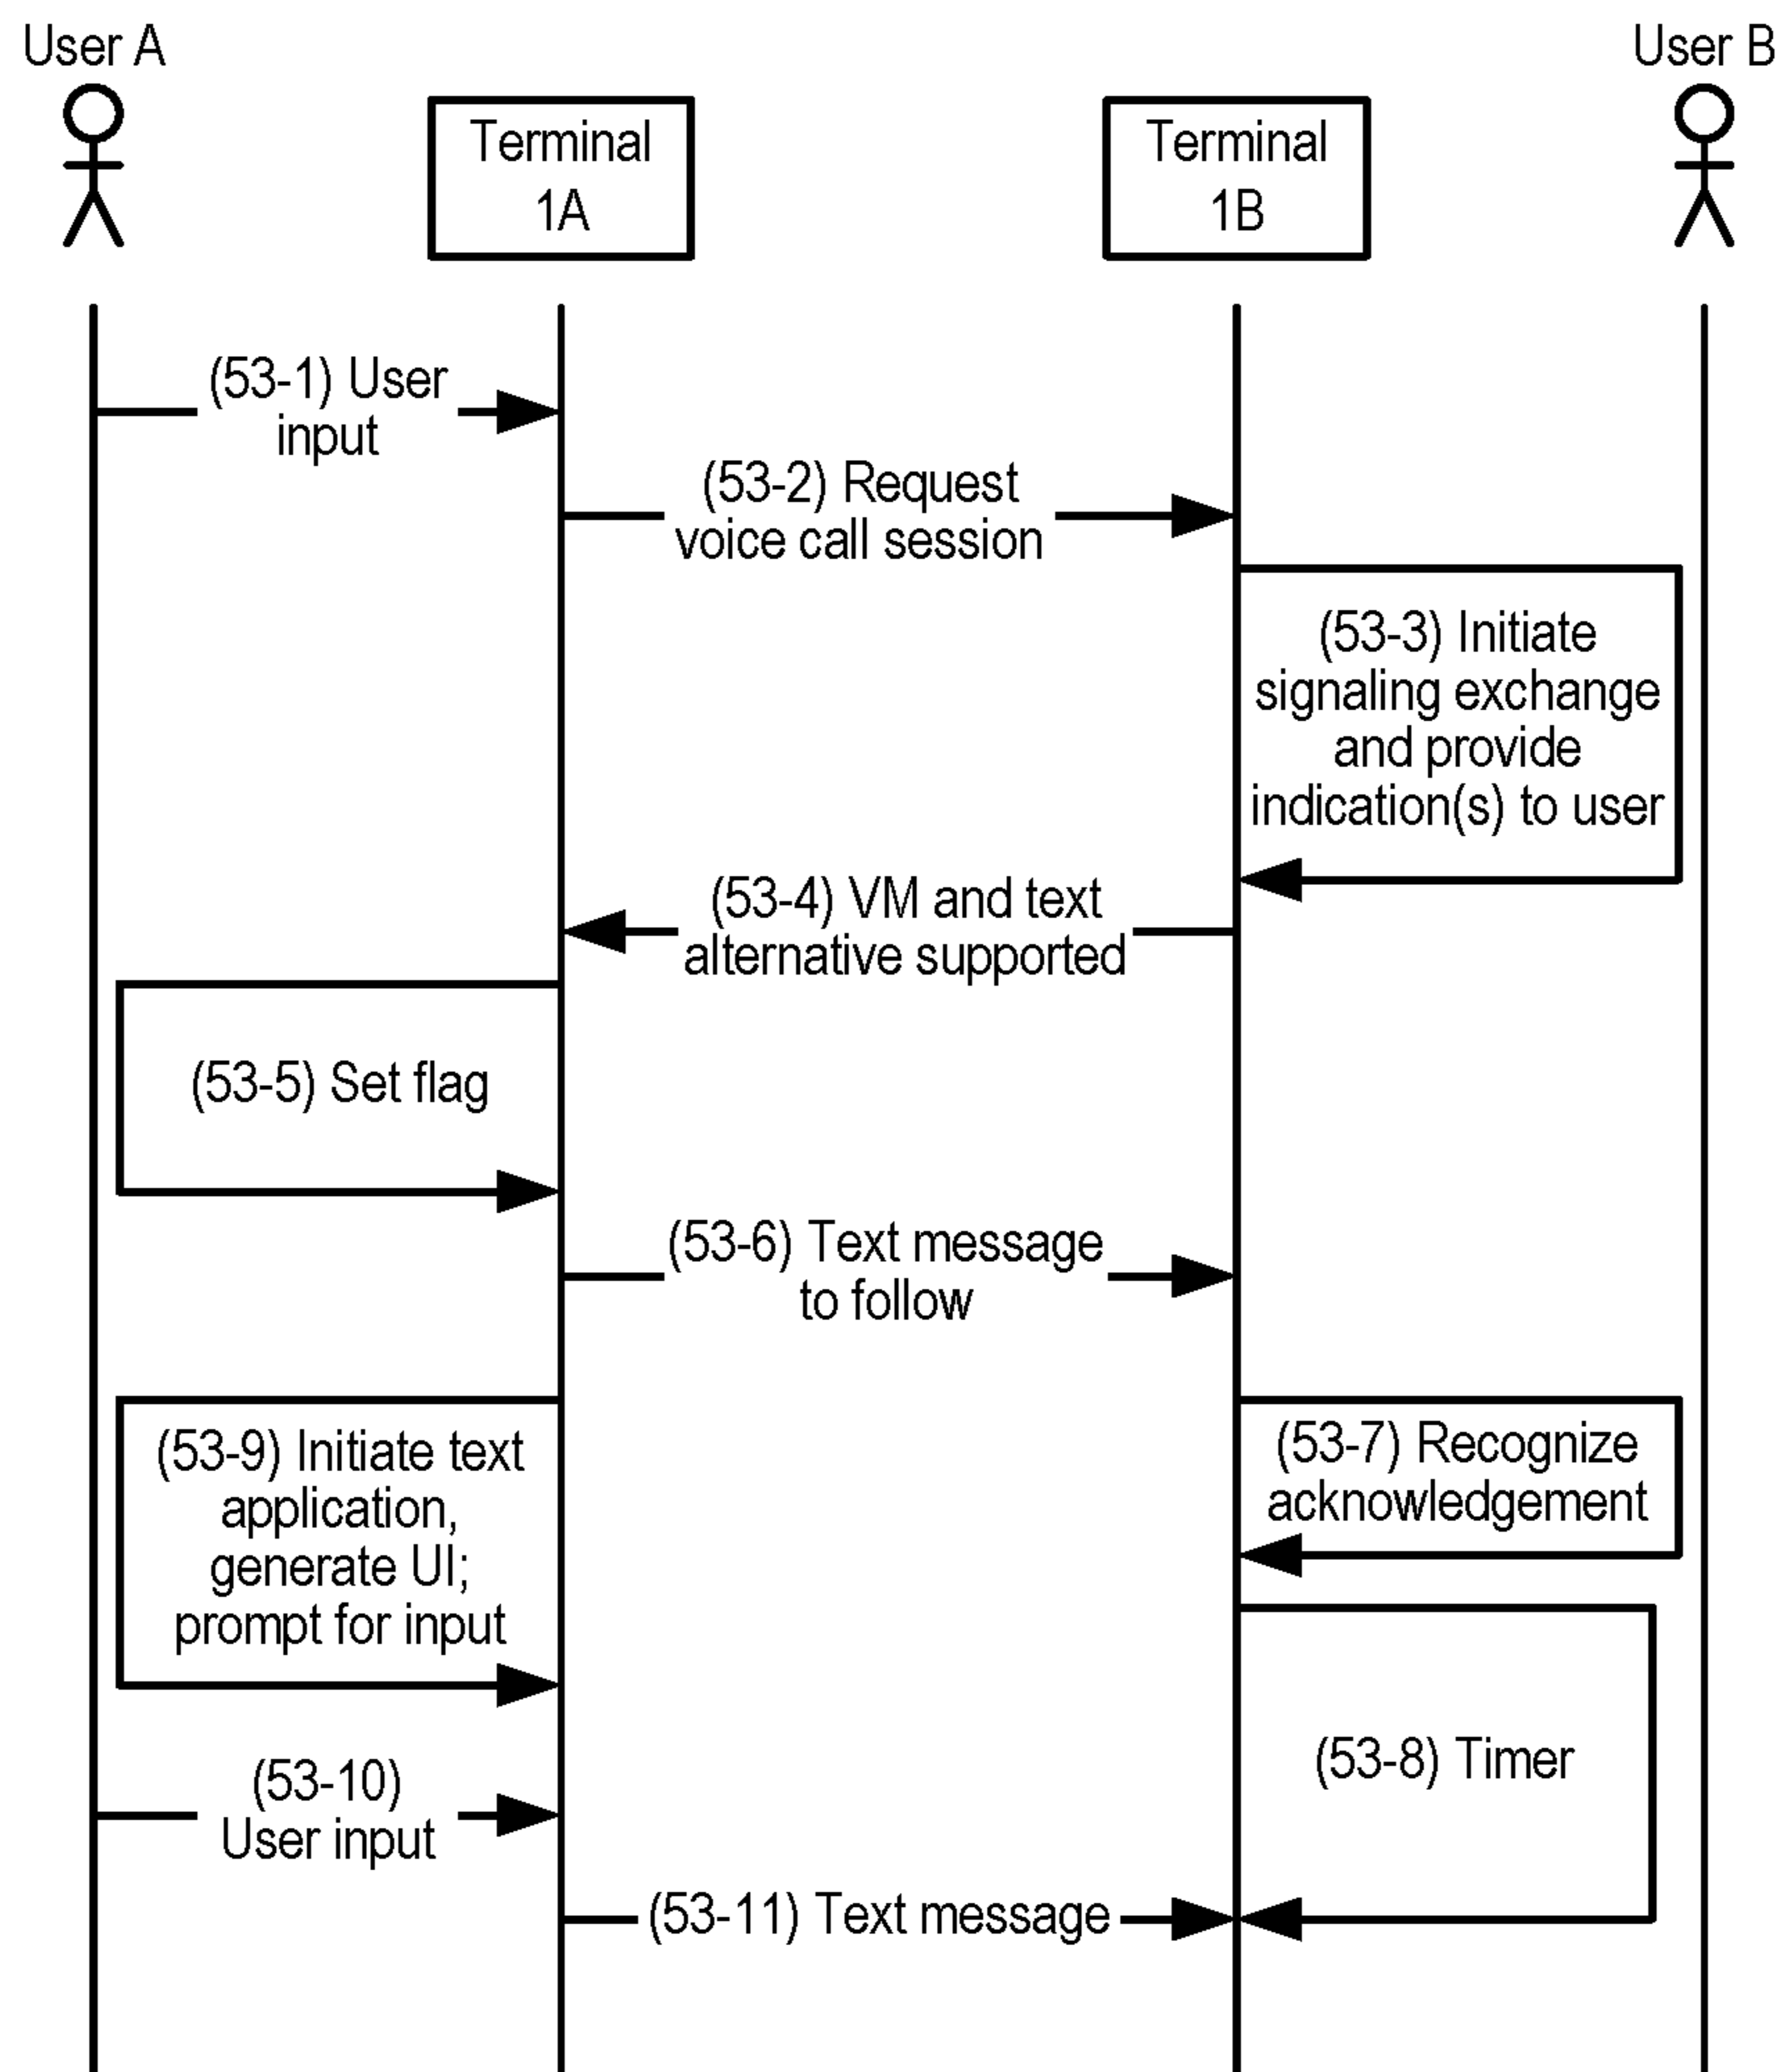 User A
User B
Terminal
1A
Terminal
1B
(53-1) User
input
(53-2) Request
voice call session
(53-3) Initiate
signaling exchange
and provide
indication(s) to user
(53-4) VM and text
alternative supported
(53-5) Set flag
(53-6) Text message
to follow
(53-7) Recognize
acknowledgement
(53-9) Initiate text
application,
generate UI;
prompt for input
(53-8) Timer
(53-10)
User input
(53-11) Text message